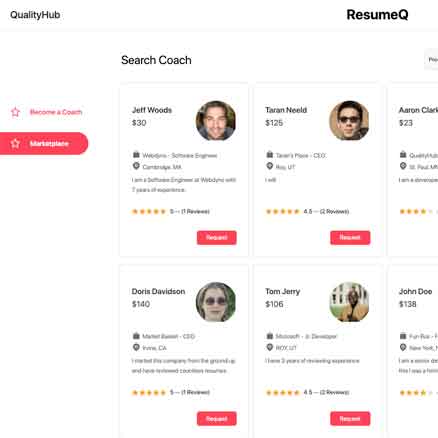 QualityHub
ResumeQ
Search Coach
Become a Coach
Marketplace
Jeff Woods
$30
Webdyno - Software Engineer
Cambridge, MA
I am a Software Engineer at Webdyno with
7 years of experience.
5 — (1 Reviews)
Request
Taran Neeld
$125
Taran's Place - CEO
Roy, UT
I will
4.5 — (2 Reviews)
Request
Aaron Clark
$23
QualityHub
St. Paul, MN
I am a develope
Doris Davidson
$140
Market Basket - CEO
Irvine, CA
I started this company from the ground up,
and have reviewed countless resumes.
5 — (1 Reviews)
Request
Tom Jerry
$106
Microsoft - Jr. Developer
ROY, UT
I have 3 years of reviewing experience
4.5 — (2 Reviews)
Request
John Doe
$138
Fun Bus - F
New York, N
I am a senior de
this I was a hirin